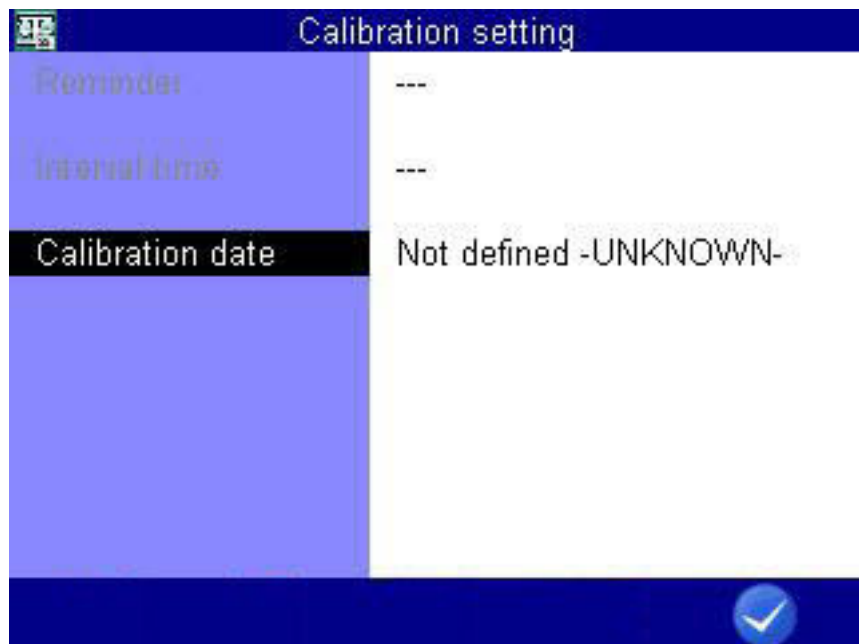 Calibration setting
Reminder ---
Interval time ---
Calibration date Not defined -UNKNOWN-